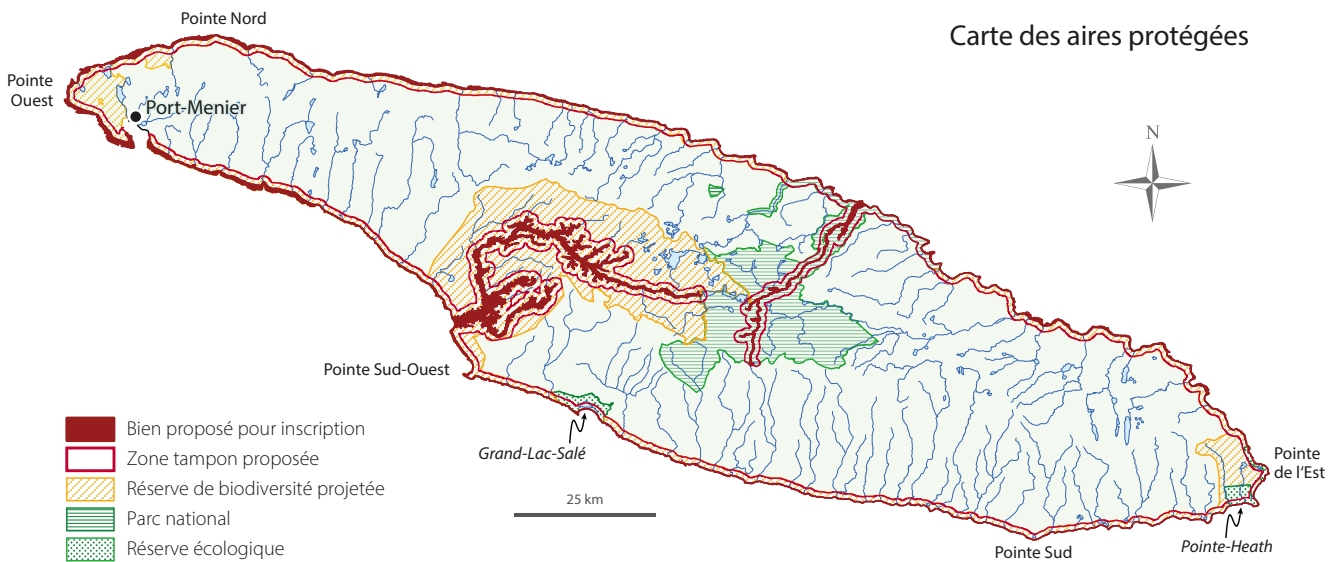 Pointe Nord
Carte des aires protégées
Pointe
Ouest
Port-Menier
N
Pointe Sud-Ouest
Bien proposé pour inscription
Zone tampon proposée
Réserve de biodiversité projetée
Parc national
Réserve écologique
Grand-Lac-Salé
25 km
Pointe
de l'Est
Pointe Sud
Pointe-Heath